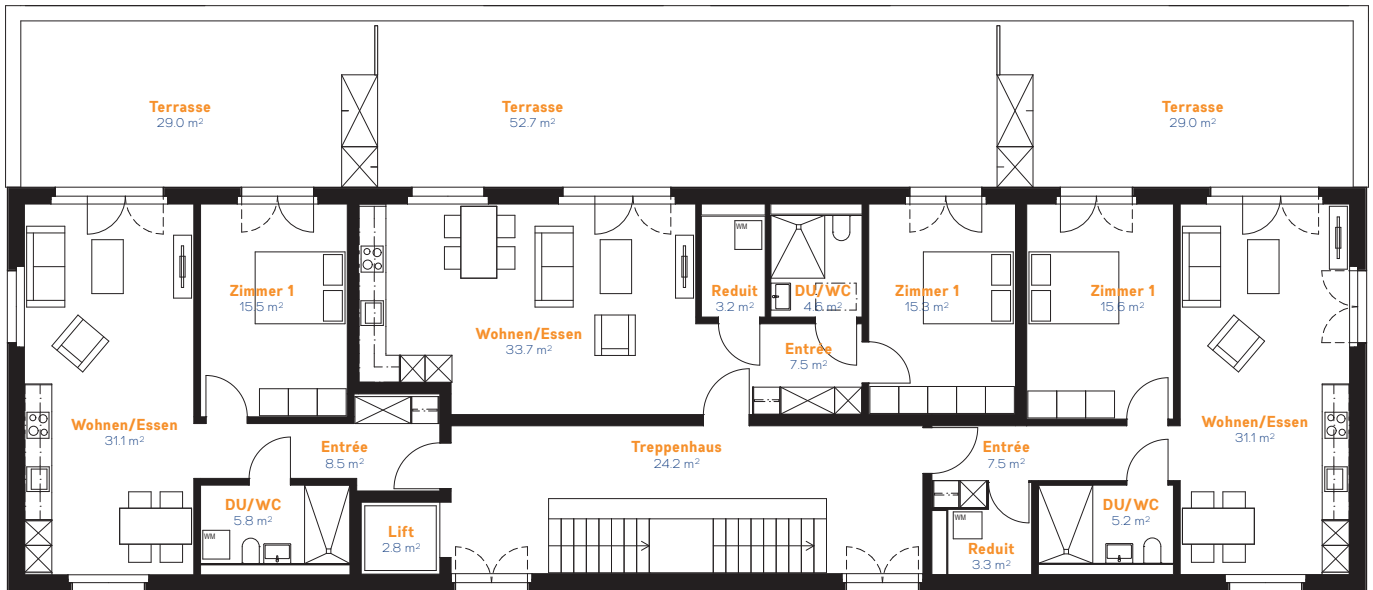 Terrasse
29.0 m²
Terrasse
52.7 m²
Terrasse
29.0 m²
WM
Zimmer 1
15.5 m²
Reduit
3.2 m²
DU/WC
4.6 m²
Zimmer 1
15.3 m²
Zimmer 1
15.6 m²
Wohnen/Essen
33.7 m²
Entrée
7.5 m²
Wohnen/Essen
31.1 m²
Entrée
8.5 m²
Treppenhaus
24.2 m²
Entrée
7.5 m²
Wohnen/Essen
31.1 m²
DU/WC
5.8 m²
WM
Lift
2.8 m²
WM
Reduit
3.3 m²
DU/WC
5.2 m²